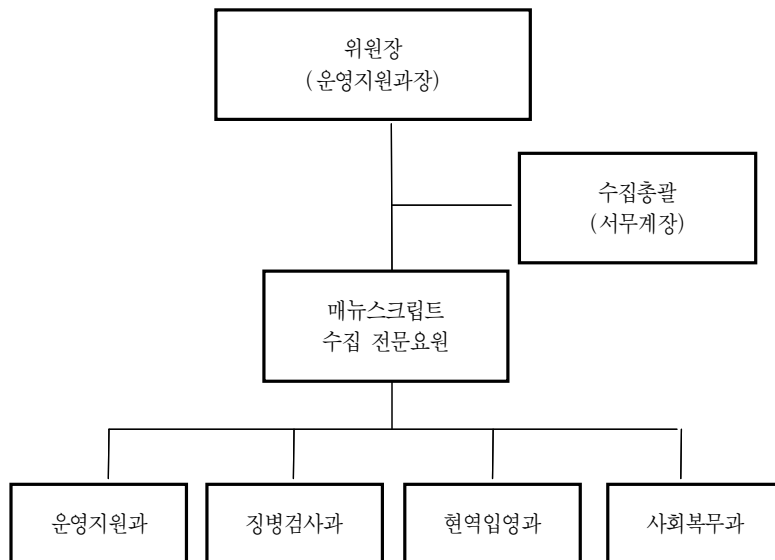 위원장
(운영지원과장)
수집총괄
(서무계장)
매뉴스크립트
수집 전문요원
운영지원과
징병검사과
현역입영과
사회복무과